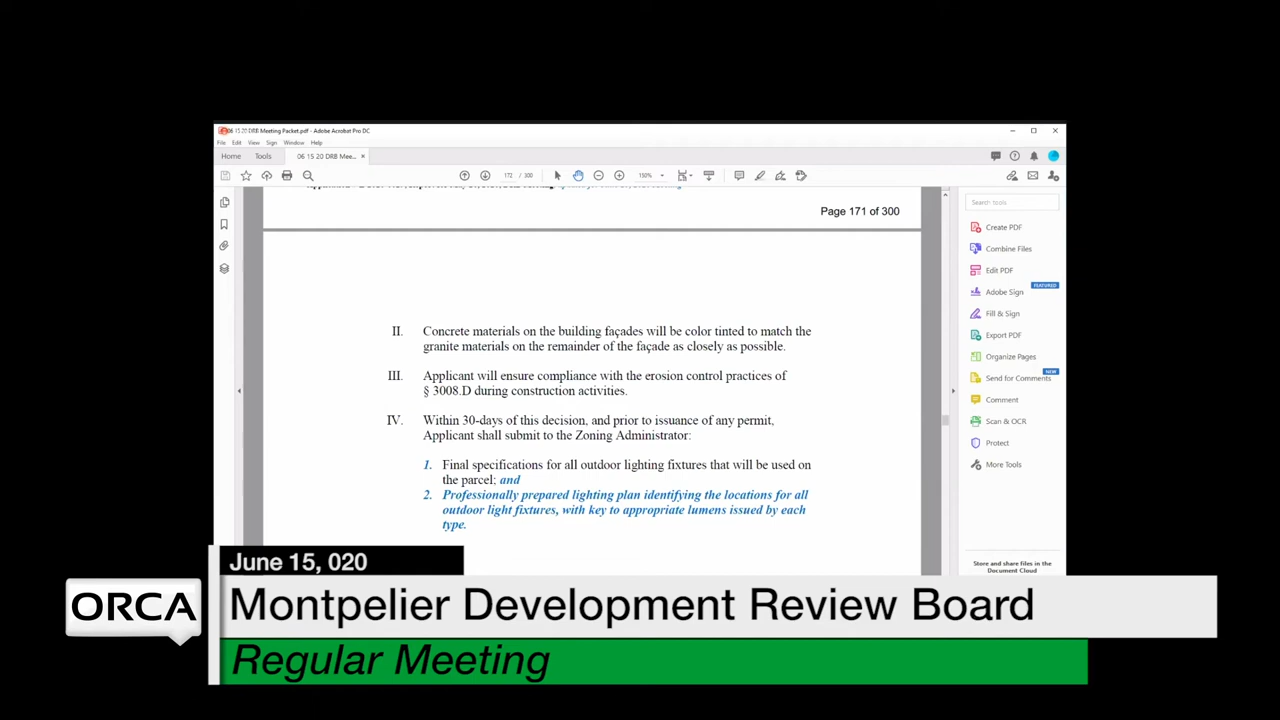 06 15 20 DRB Meeting Packet.pdf - Adobe Acrobat Pro DC
File Edit View Sign Window Help
Home Tools 06 15 20 DRB Mee... ×
172 / 300 150%
Page 171 of 300
Search tools
Create PDF
Combine Files
Edit PDF
Adobe Sign
FEATURED
Fill & Sign
Export PDF
Organize Pages
Send for Comments
NEW
Comment
Scan & OCR
Protect
More Tools
Store and share files in the
Document Cloud
II. Concrete materials on the building façades will be color tinted to match the
granite materials on the remainder of the façade as closely as possible.
III. Applicant will ensure compliance with the erosion control practices of
§ 3008.D during construction activities.
IV. Within 30-days of this decision, and prior to issuance of any permit,
Applicant shall submit to the Zoning Administrator:
1. Final specifications for all outdoor lighting fixtures that will be used on
the parcel; and
2. Professionally prepared lighting plan identifying the locations for all
outdoor light fixtures, with key to appropriate lumens issued by each
type.
June 15, 020
ORCA
Montpelier Development Review Board
Regular Meeting